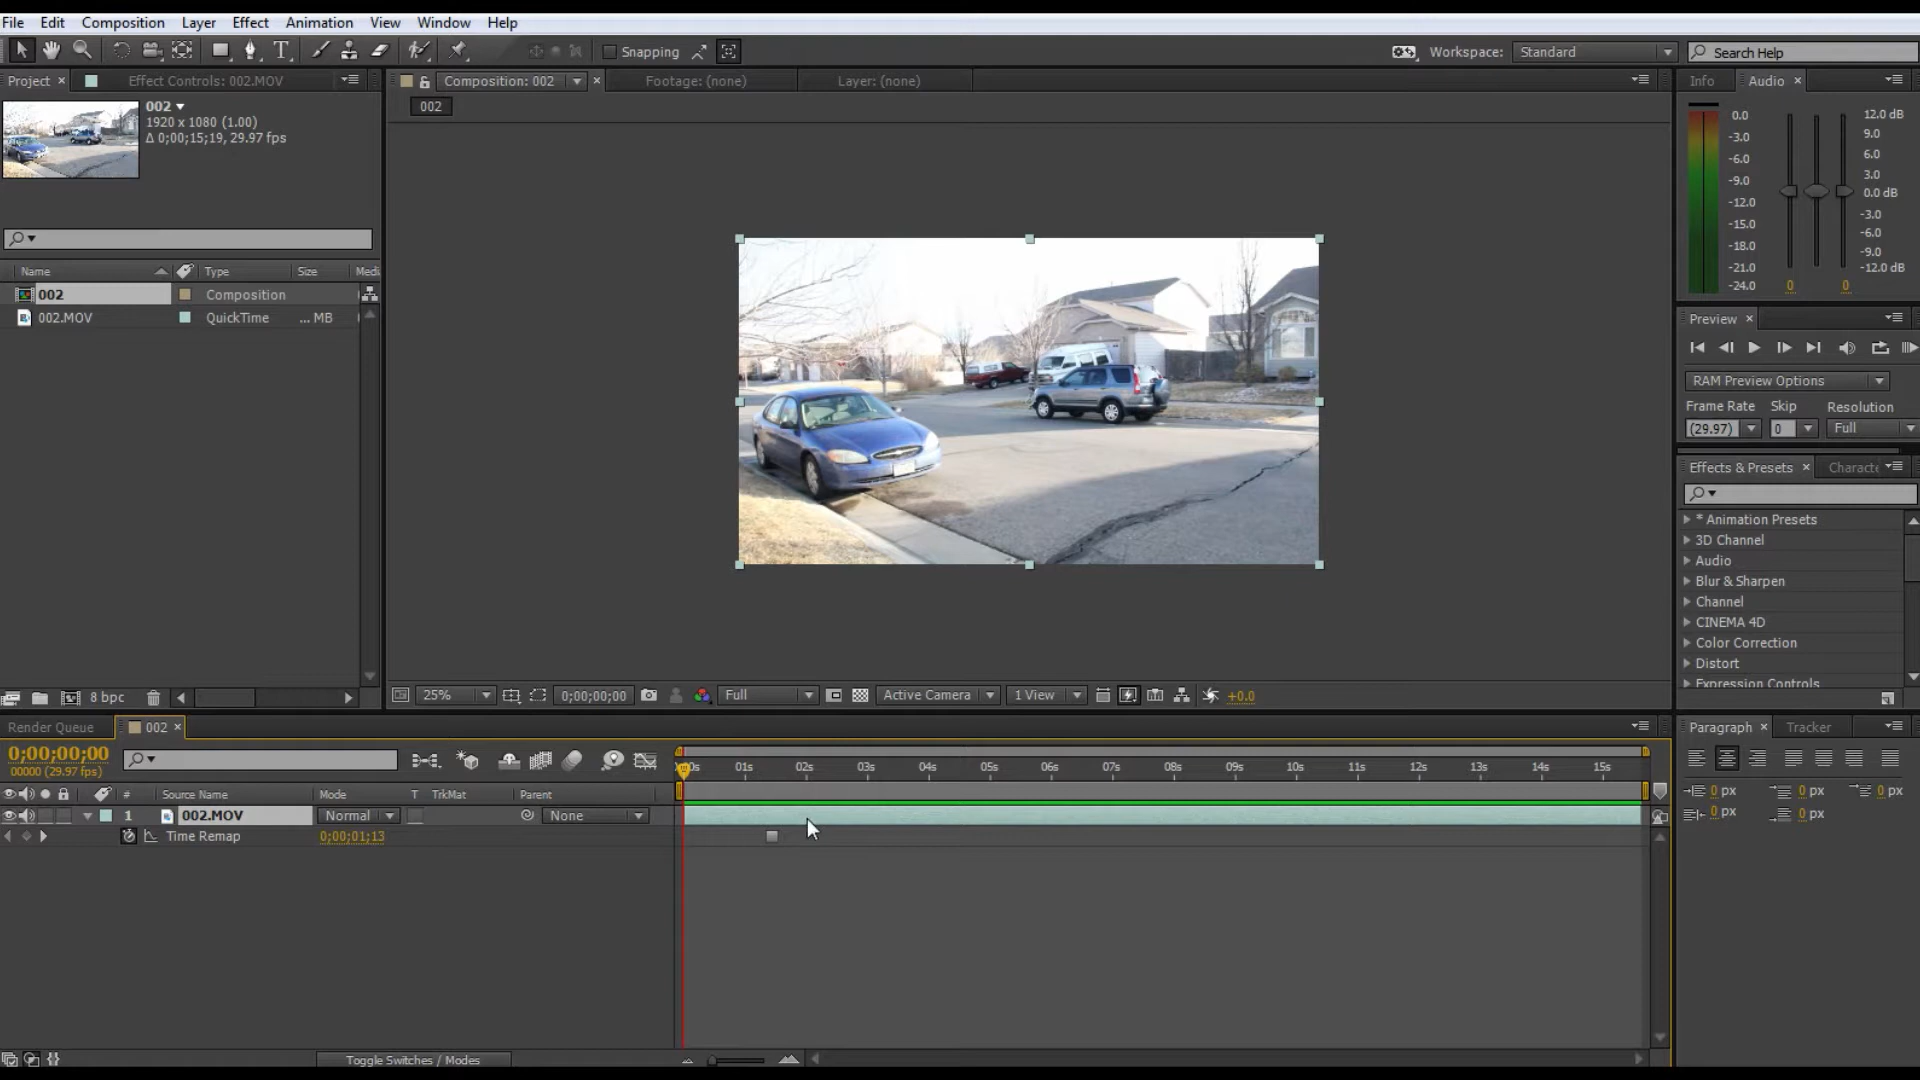 File Edit Composition Layer Effect Animation View Window Help
Snapping
Workspace: Standard
Search Help
Project × Effect Controls: 002.MOV
Composition: 002 ×
Footage: (none)
Layer: (none)
Info Audio ×
002
1920 x 1080 (1.00)
Δ 0;00;15;19, 29.97 fps
002
0.0
-3.0
-6.0
-9.0
-12.0
-15.0
-18.0
-21.0
-24.0
12.0 dB
9.0
6.0
3.0
0.0 dB
-3.0
-6.0
-9.0
-12.0 dB
0 0
Name Type Size Medi
002 Composition
002.MOV QuickTime ... MB
Preview ×
RAM Preview Options
Frame Rate Skip Resolution
(29.97) 0 Full
Effects & Presets × Characte
* Animation Presets
3D Channel
Audio
Blur & Sharpen
Channel
CINEMA 4D
Color Correction
Distort
Expression Controls
8 bpc
25% 0;00;00;00 Full Active Camera 1 View +0.0
Render Queue 002 ×
0;00;00;00
00000 (29.97 fps)
01s 02s 03s 04s 05s 06s 07s 08s 09s 10s 11s 12s 13s 14s 15s
# Source Name Mode T TrkMat Parent
1 002.MOV Normal None
Time Remap 0;00;01;13
Paragraph × Tracker
0 px 0 px 0 px
0 px 0 px
Toggle Switches / Modes